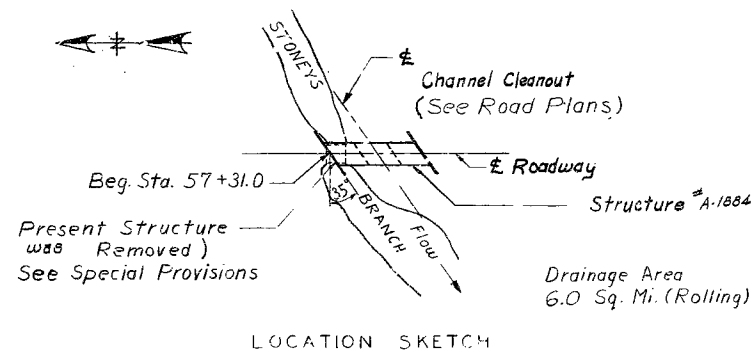 STONEYS
℄
Channel Cleanout
(See Road Plans)
℄ Roadway
Beg. Sta. 57+31.0
Structure #A-1884
35°
BRANCH
Flow
Present Structure
was Removed )
See Special Provisions
Drainage Area
6.0 Sq. Mi. (Rolling)
LOCATION SKETCH